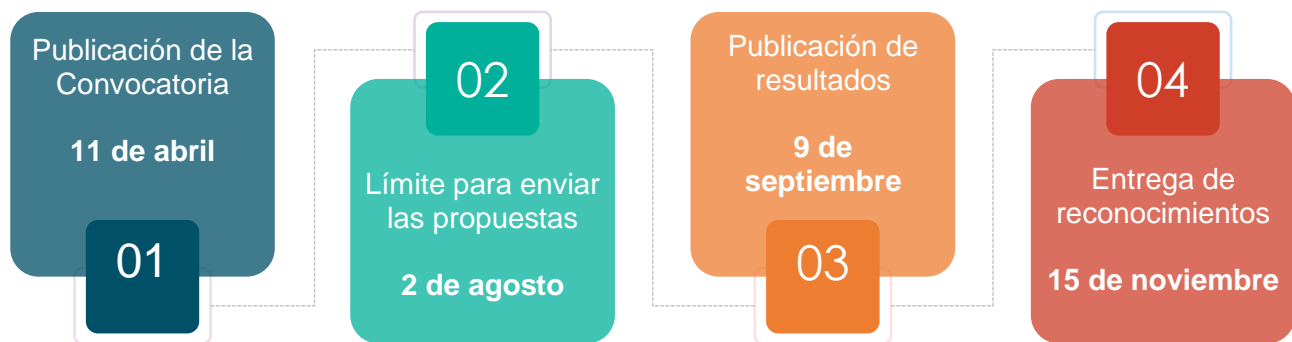 Publicación de la
Convocatoria
11 de abril
01
02
Límite para enviar
las propuestas
2 de agosto
Publicación de
resultados
9 de
septiembre
03
04
Entrega de
reconocimientos
15 de noviembre